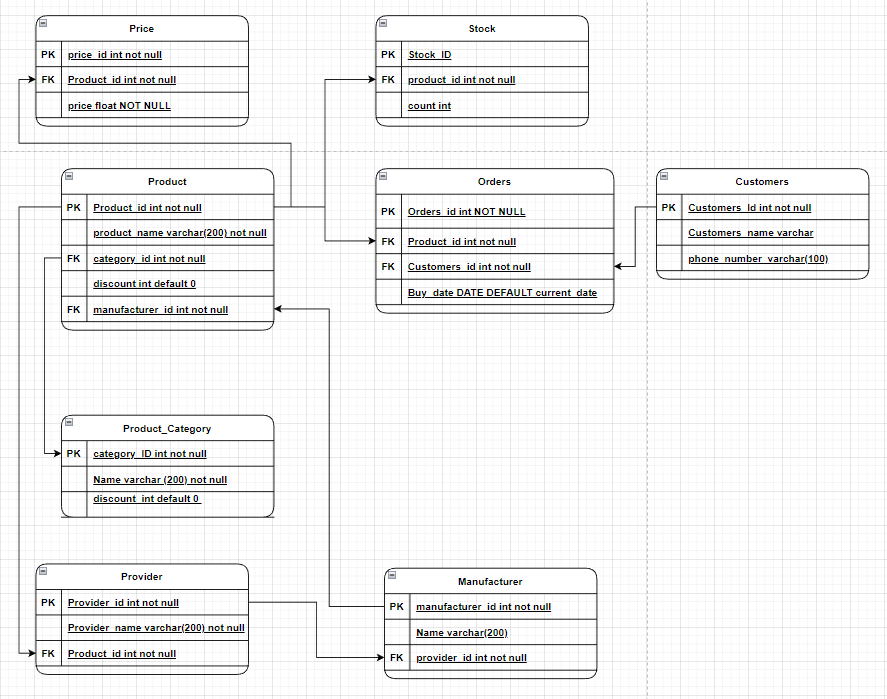 Price
PK price_id int not null
FK Product_id int not null
price float NOT NULL
Stock
PK Stock_ID
FK product_id int not null
count int
Product
PK Product_id int not null
product_name varchar(200) not null
FK category_id int not null
discount int default 0
FK manufacturer_id int not null
Orders
PK Orders_id int NOT NULL
FK Product_id int not null
FK Customers_id int not null
Buy_date DATE DEFAULT current_date
Customers
PK Customers_Id int not null
Customers_name varchar
phone_number_varchar(100)
Product_Category
PK category_ID int not null
Name varchar (200) not null
discount_int default 0
Provider
PK Provider_id int not null
Provider_name varchar(200) not null
FK Product_id int not null
Manufacturer
PK manufacturer_id int not null
Name varchar(200)
FK provider_id int not null